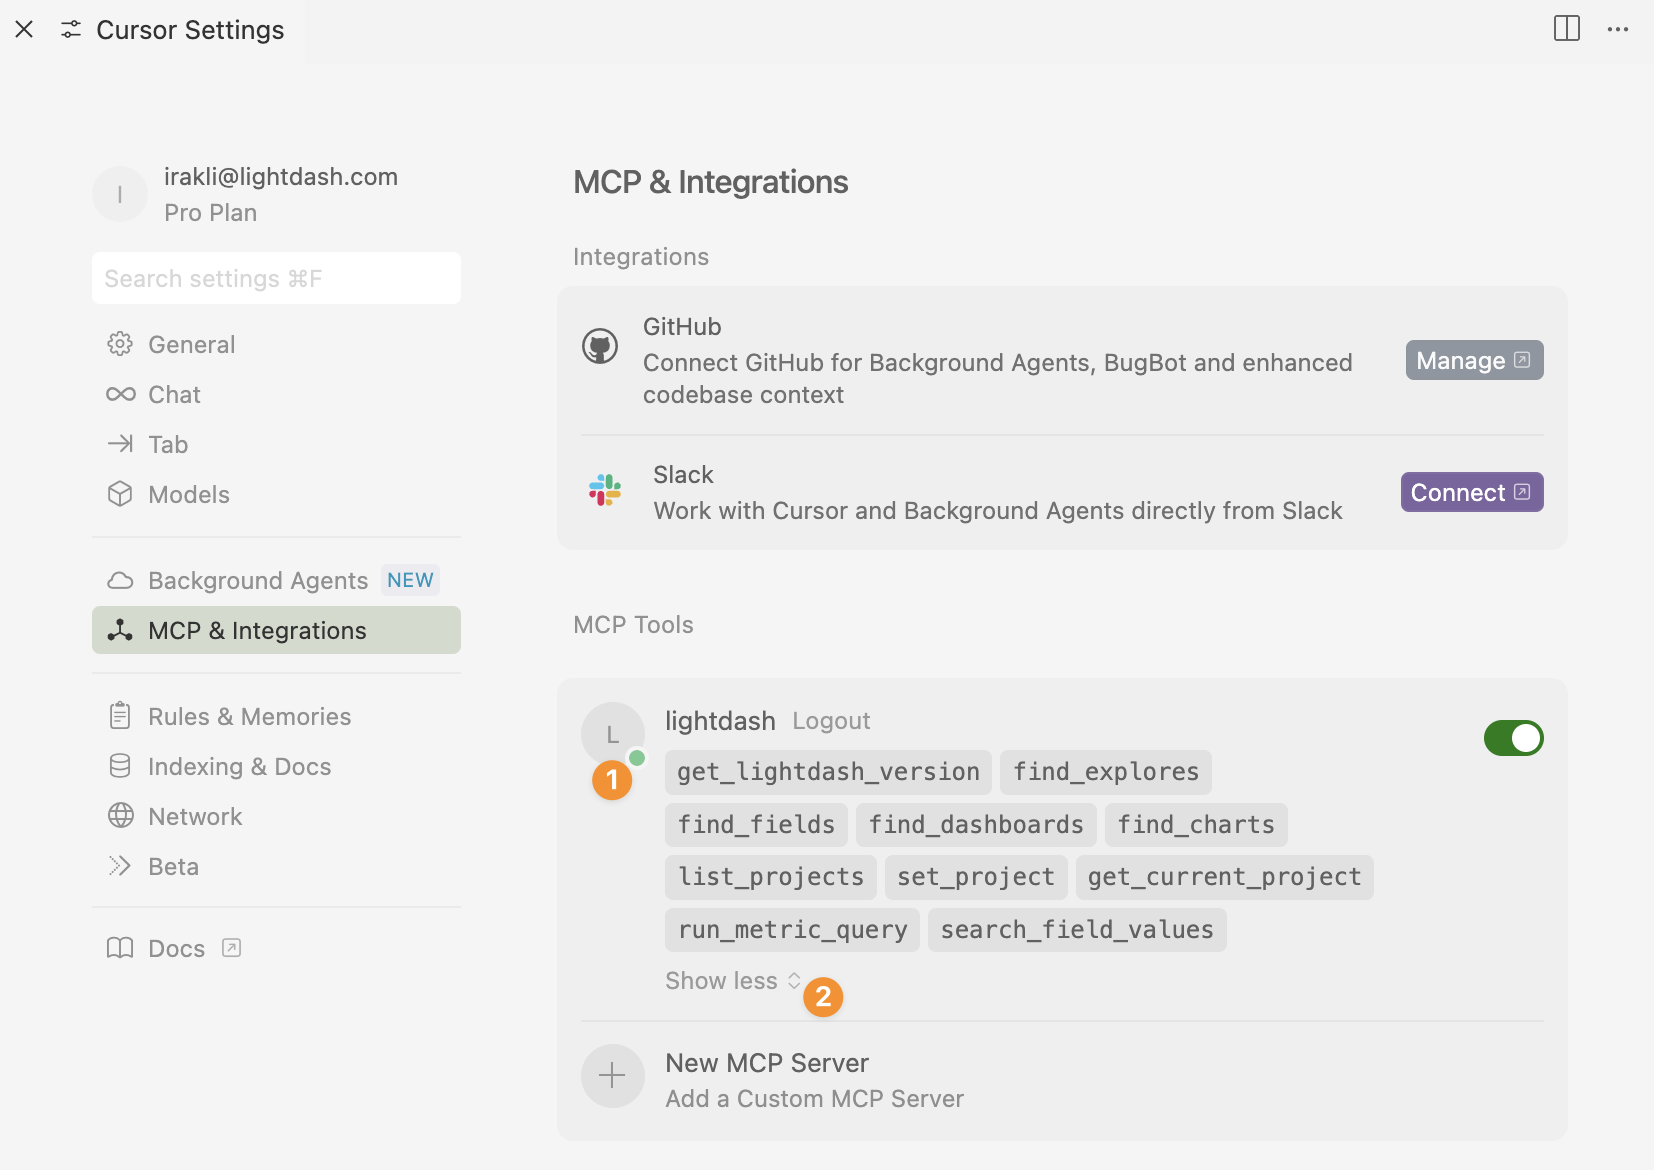 Cursor Settings
I
irakli@lightdash.com
Pro Plan
Search settings ⌘F
General
Chat
Tab
Models
Background Agents NEW
MCP & Integrations
Rules & Memories
Indexing & Docs
Network
Beta
Docs
MCP & Integrations
Integrations
GitHub
Connect GitHub for Background Agents, BugBot and enhanced
codebase context
Manage
Slack
Work with Cursor and Background Agents directly from Slack
Connect
MCP Tools
L
1
lightdash Logout
get_lightdash_version find_explores
find_fields find_dashboards find_charts
list_projects set_project get_current_project
run_metric_query search_field_values
Show less
2
New MCP Server
Add a Custom MCP Server